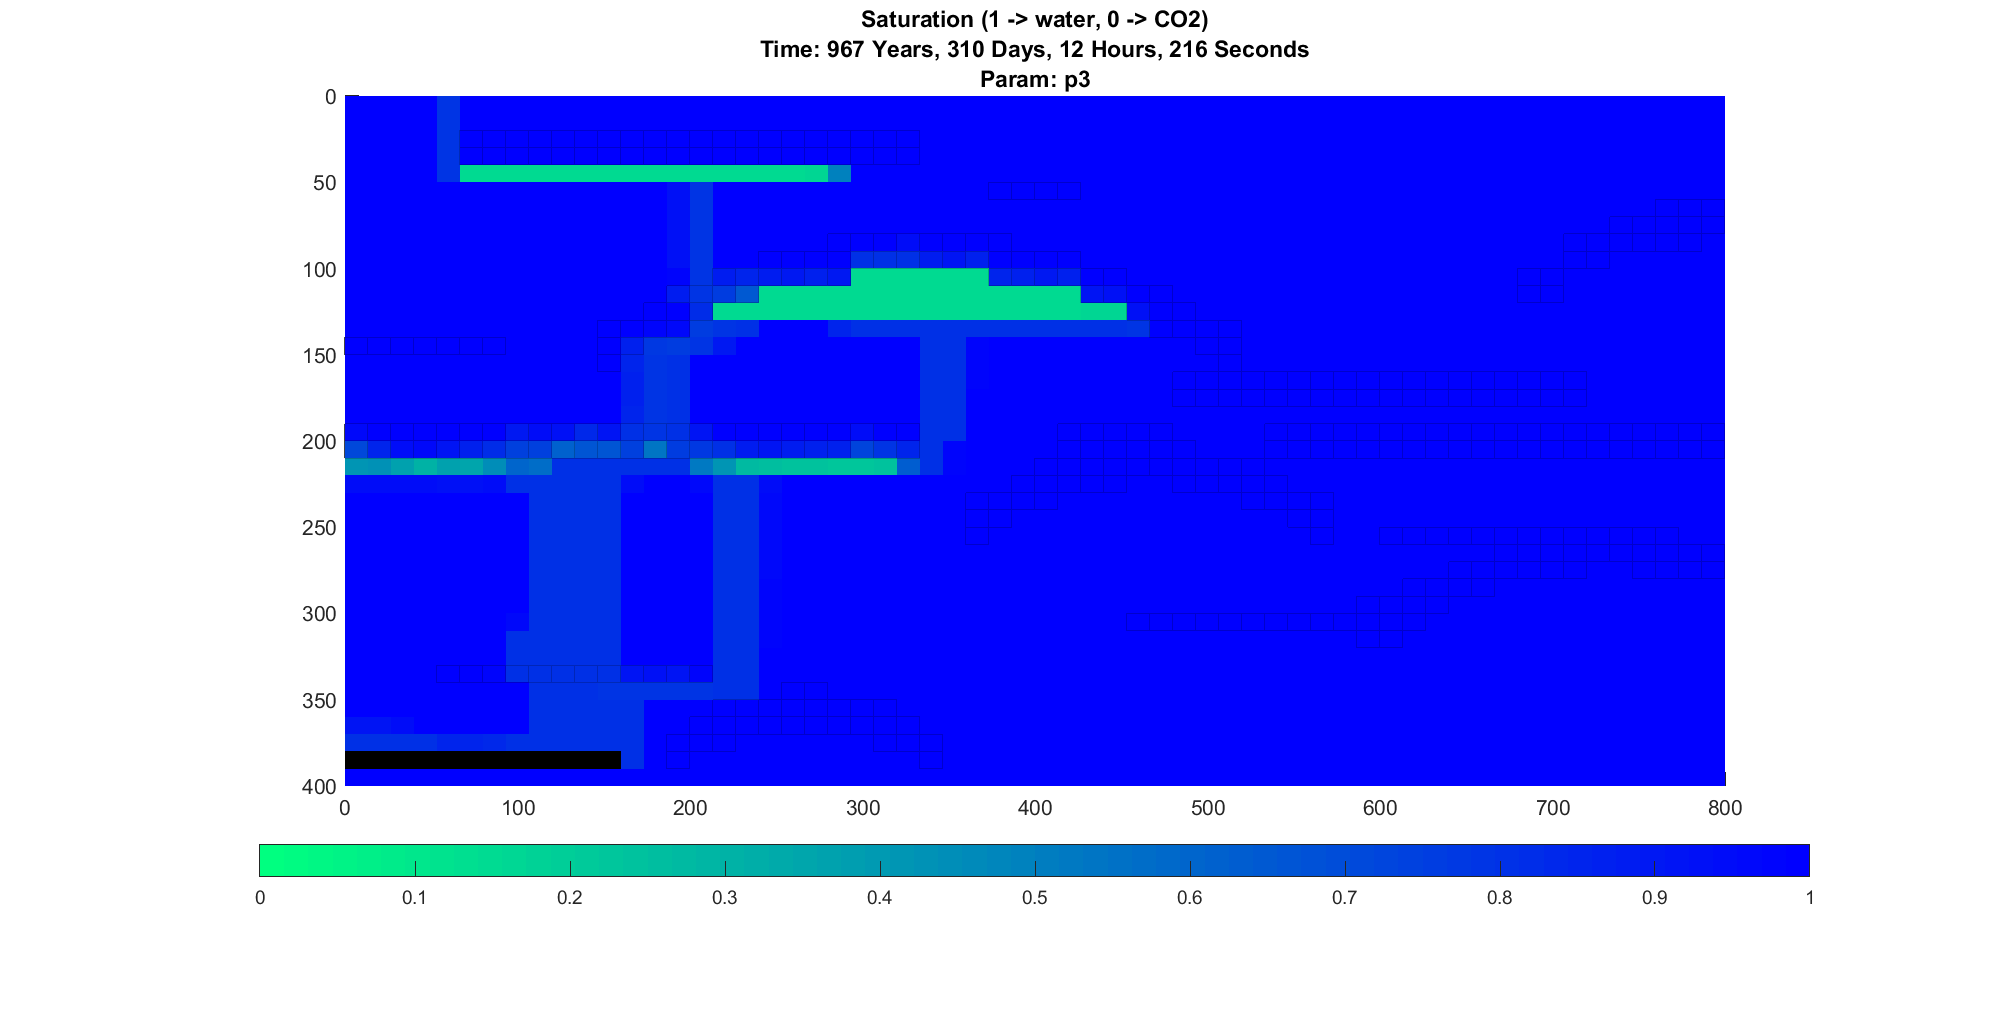 Saturation (1 -> water, 0 -> CO2)
Time: 967 Years, 310 Days, 12 Hours, 216 Seconds
Param: p3
0
50
100
150
200
250
300
350
400
0 100 200 300 400 500 600 700 800
0 0.1 0.2 0.3 0.4 0.5 0.6 0.7 0.8 0.9 1